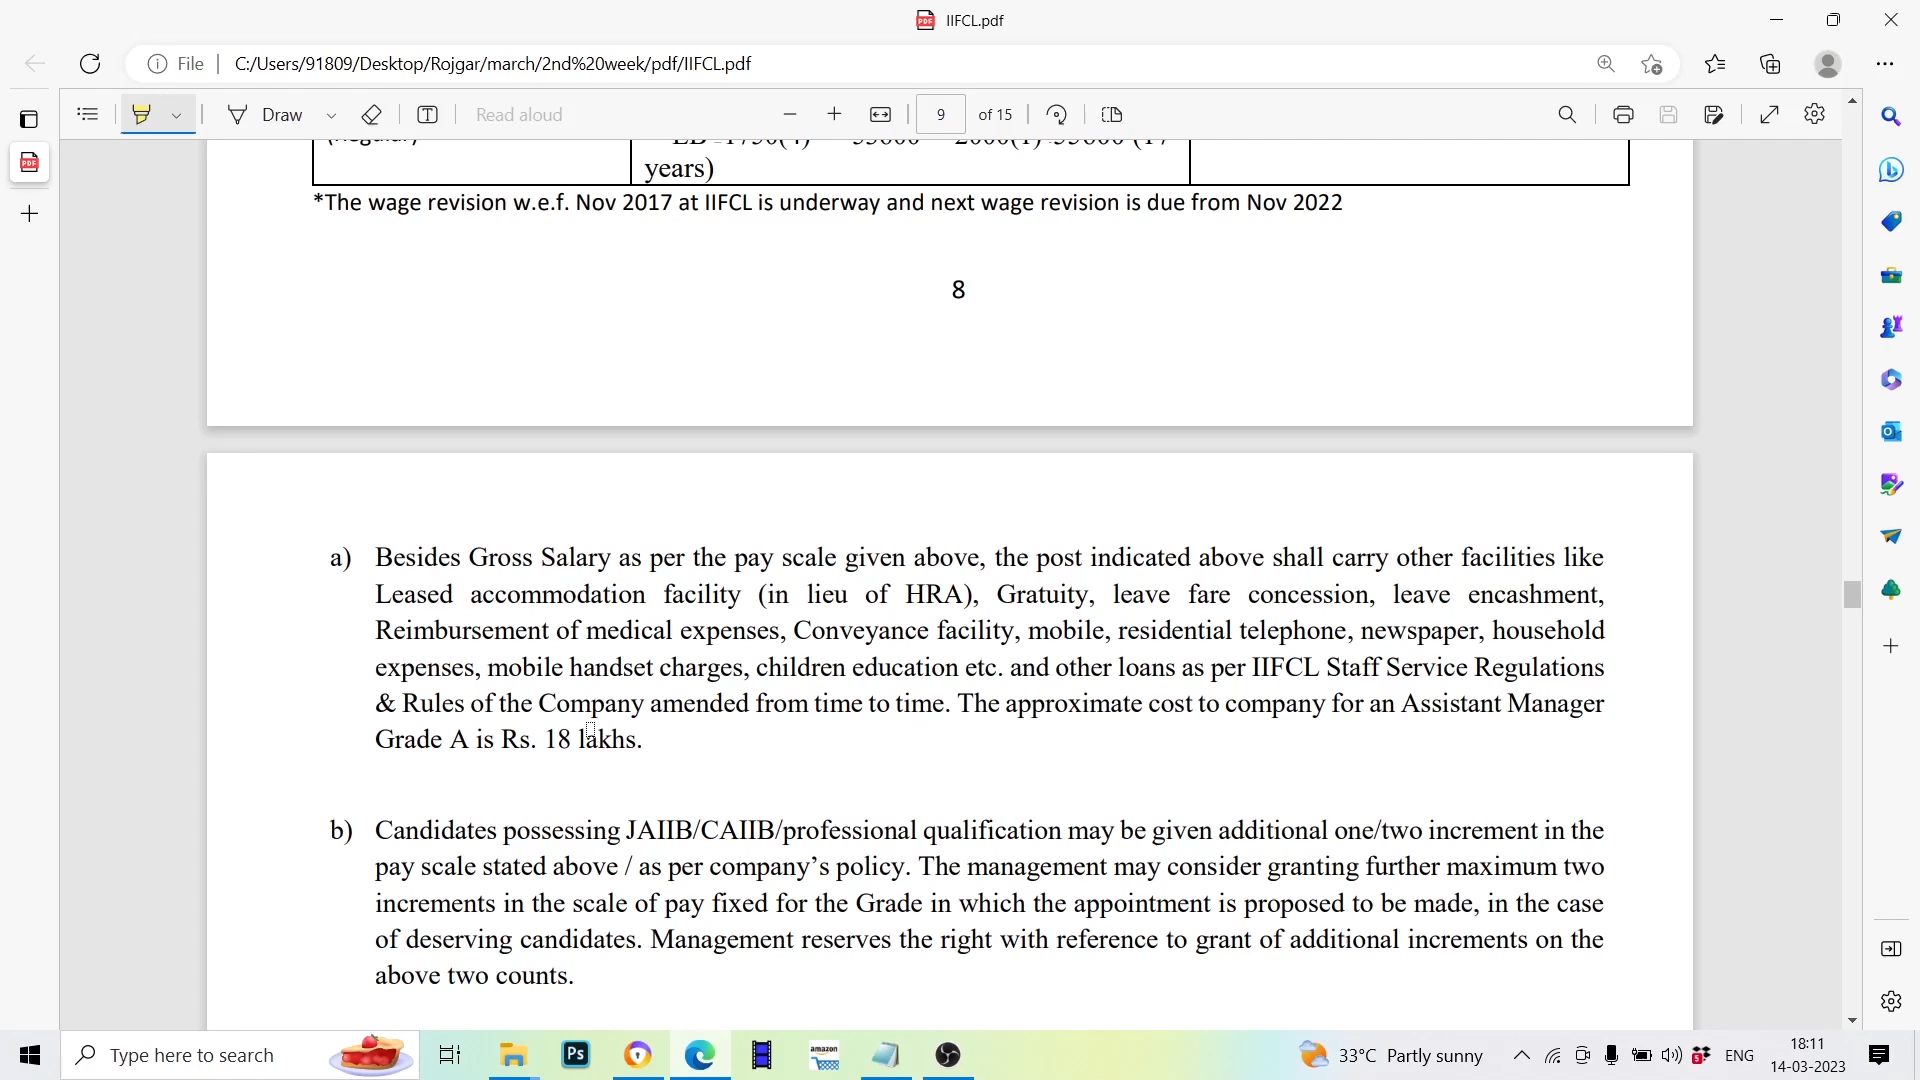 IIFCL.pdf
File
C:/Users/91809/Desktop/Rojgar/march/2nd%20week/pdf/IIFCL.pdf
Draw
Read aloud
9
of 15
years)
*The wage revision w.e.f. Nov 2017 at IIFCL is underway and next wage revision is due from Nov 2022
8
a) Besides Gross Salary as per the pay scale given above, the post indicated above shall carry other facilities like
Leased accommodation facility (in lieu of HRA), Gratuity, leave fare concession, leave encashment,
Reimbursement of medical expenses, Conveyance facility, mobile, residential telephone, newspaper, household
expenses, mobile handset charges, children education etc. and other loans as per IIFCL Staff Service Regulations
& Rules of the Company amended from time to time. The approximate cost to company for an Assistant Manager
Grade A is Rs. 18 lakhs.
b) Candidates possessing JAIIB/CAIIB/professional qualification may be given additional one/two increment in the
pay scale stated above / as per company’s policy. The management may consider granting further maximum two
increments in the scale of pay fixed for the Grade in which the appointment is proposed to be made, in the case
of deserving candidates. Management reserves the right with reference to grant of additional increments on the
above two counts.
Type here to search
Ps
amazon
33°C Partly sunny
ENG
18:11
14-03-2023